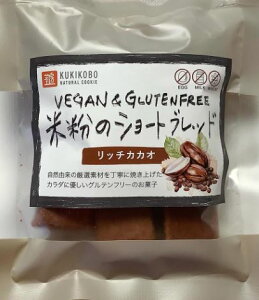 KUKIKOBO
NATURAL COOKIE
EGG MILK
VEGAN & GLUTENFREE
米粉のショートブレッド
リッチカカオ
自然由来の厳選素材を丁寧に焼き上げた
カラダに優しいグルテンフリーのお菓子